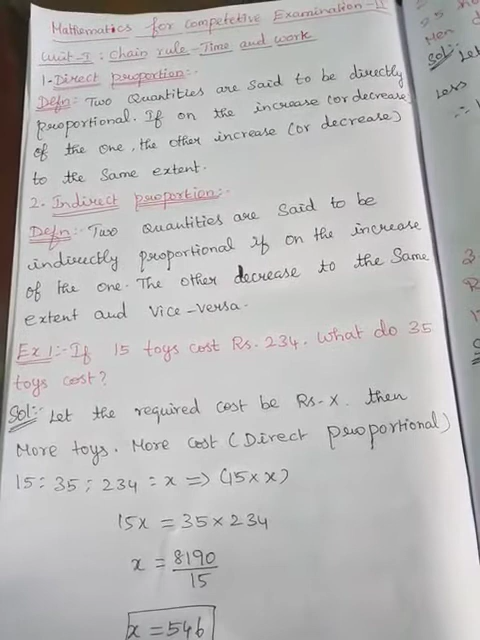 Mathematics for competetive Examination-II
Unit-I: Chain rule-Time and work
1. Direct proportion:-
Defn:- Two Quantities are said to be directly
proportional. If on the increase (or decrease)
of the one, the other increase (or decrease)
to the same extent.
2. Indirect proportion:-
Defn:- Two Quantities are said to be
indirectly proportional if on the increase
of the one. The other decrease to the same
extent and vice-versa.
Ex 1:- If 15 toys cost Rs. 234. What do 35
toys cost?
Sol:- Let the required cost be Rs-x. then
More toys. More cost (Direct proportional)
15 : 35 ; 234 : x => (15 x x)
15x = 35 x 234
x = 8190
15
x = 546
Men
Sol:- Let
Less